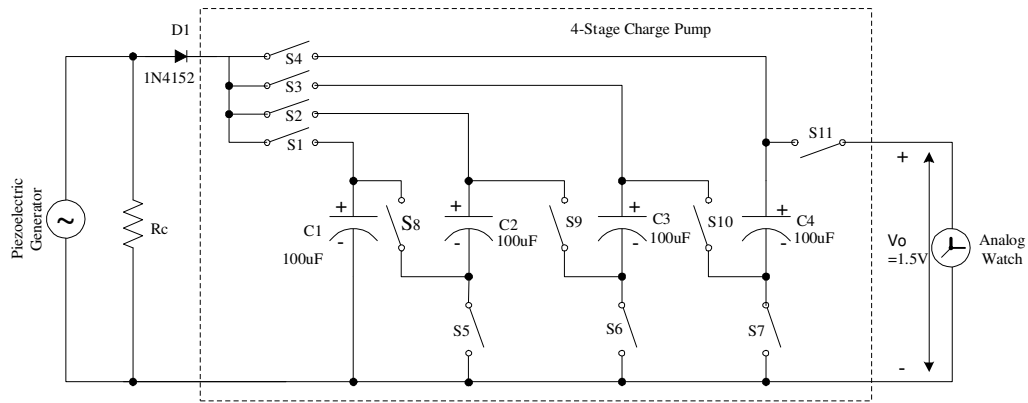 4-Stage Charge Pump
D1
1N4152
S4
S3
S2
S1
S11
Piezoelectric
Generator
~
Rc
+
-
C1
100uF
S8
+
-
C2
100uF
S9
+
-
C3
100uF
S10
+
-
C4
100uF
S5
S6
S7
+
Vo
=1.5V
-
Analog
Watch